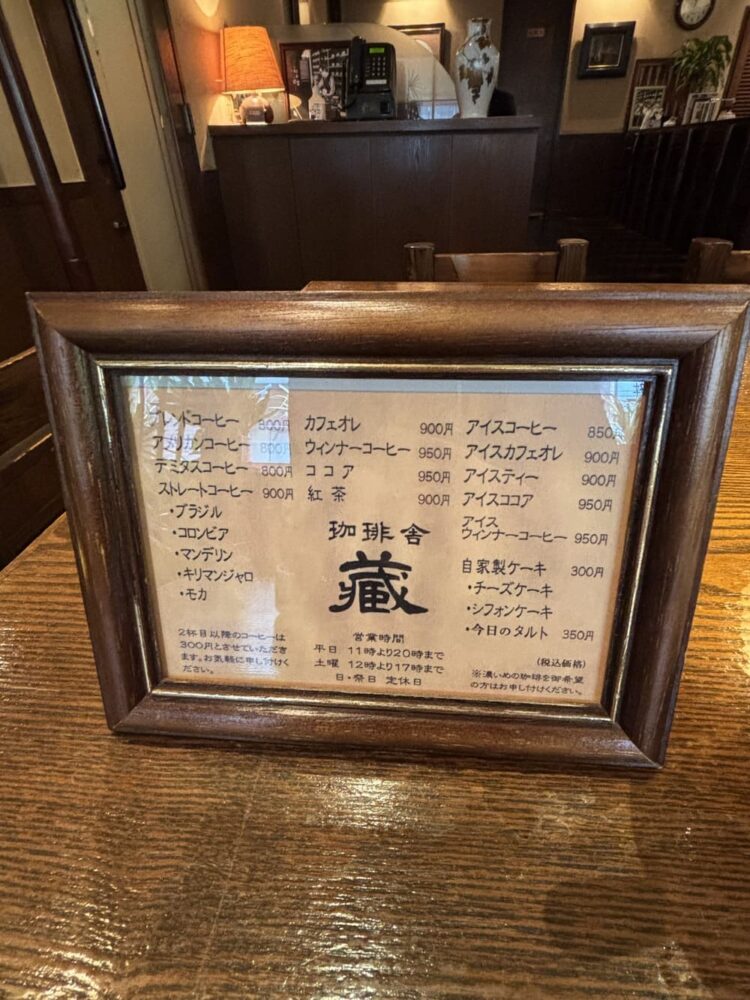 ブレンドコーヒー 800円
アメリカンコーヒー 800円
デミタスコーヒー 800円
ストレートコーヒー 900円
・ブラジル
・コロンビア
・マンデリン
・キリマンジャロ
・モカ
2杯目以降のコーヒーは
300円とさせていただき
ます。お気軽に申し付けく
ださい。
カフェオレ 900円
ウィンナーコーヒー 950円
ココア 950円
紅茶 900円
珈琲舎
蔵
営業時間
平日 11時より20時まで
土曜 12時より17時まで
日・祭日 定休日
アイスコーヒー 850円
アイスカフェオレ 900円
アイスティー 900円
アイスココア 950円
アイス
ウィンナーコーヒー 950円
自家製ケーキ 300円
・チーズケーキ
・シフォンケーキ
・今日のタルト 350円
(税込価格)
※濃いめの珈琲を御希望
の方はお申し付けください。